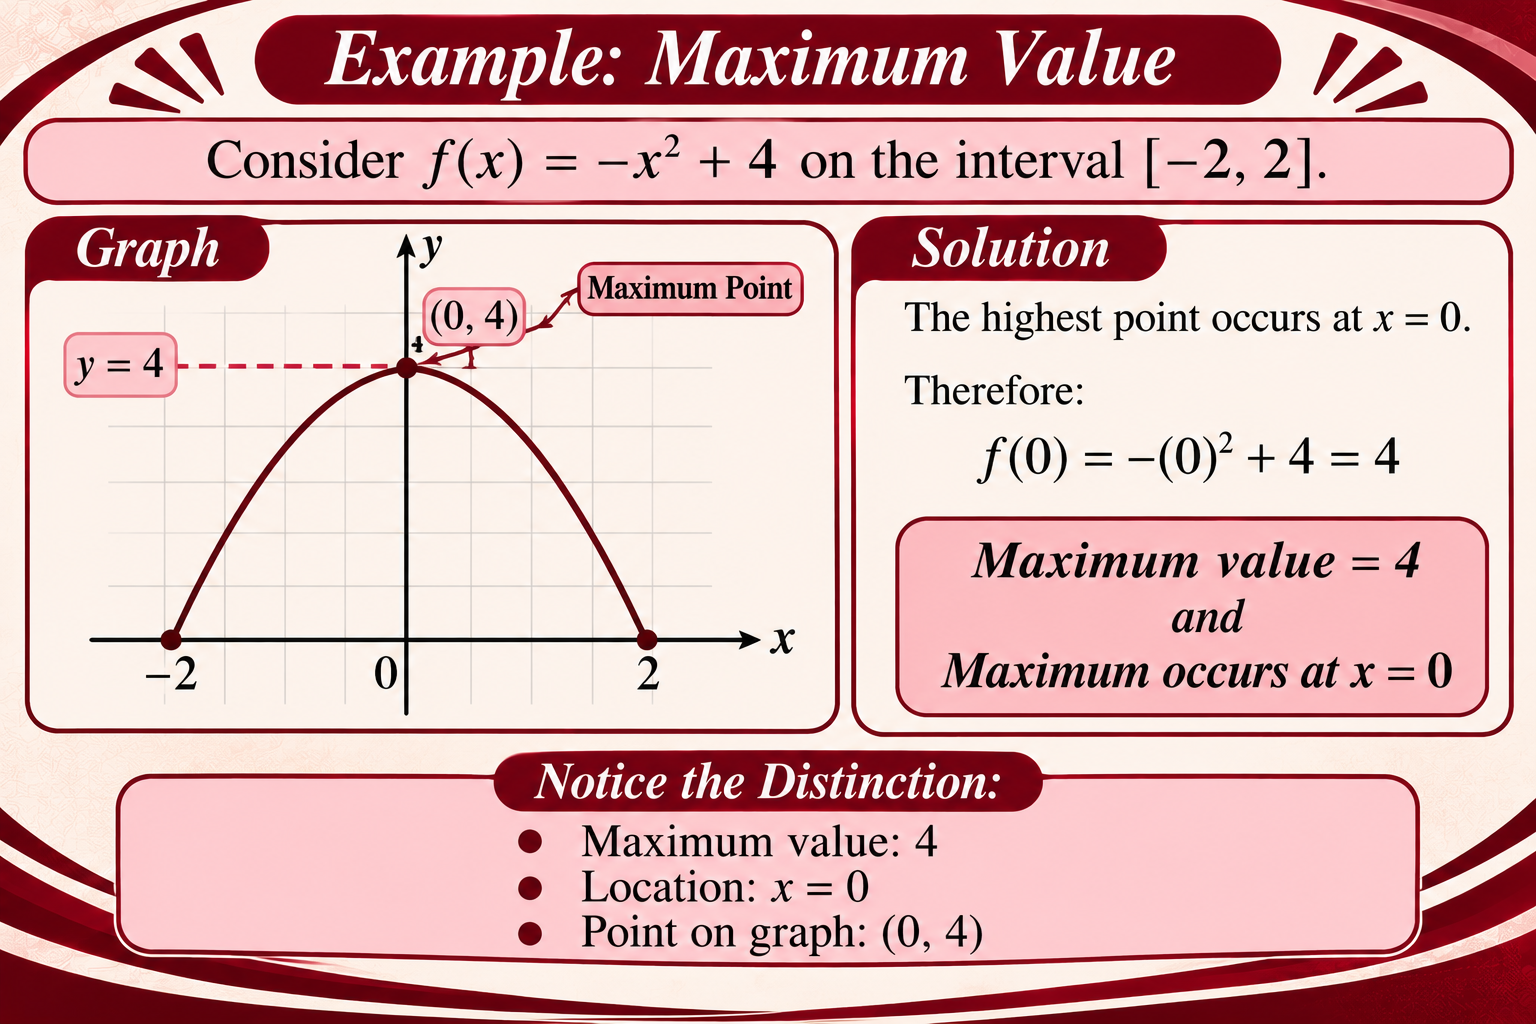 Example: Maximum Value
Consider f(x) = −x² + 4 on the interval [−2, 2].
Graph
y
Maximum Point
(0, 4)
4
y = 4
x
−2
0
2
Solution
The highest point occurs at x = 0.
Therefore:
f(0) = −(0)² + 4 = 4
Maximum value = 4
and
Maximum occurs at x = 0
Notice the Distinction:
● Maximum value: 4
● Location: x = 0
● Point on graph: (0, 4)